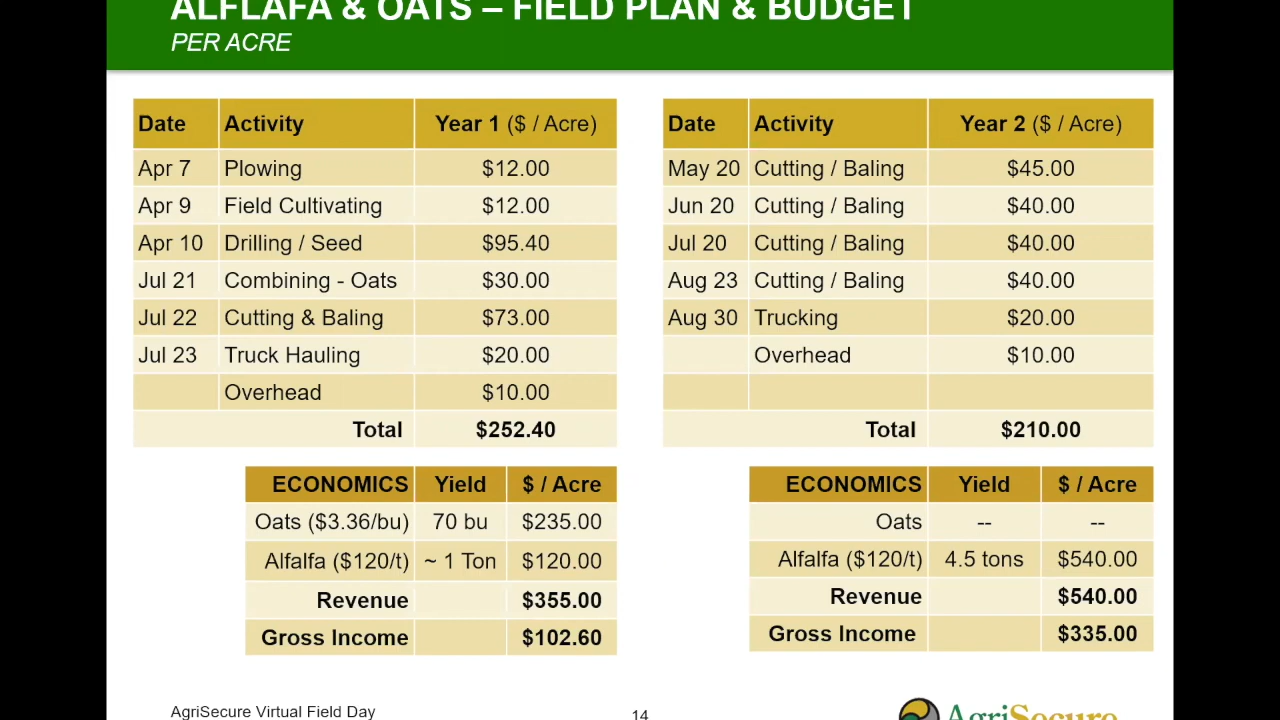 ALFLAFA & OATS – FIELD PLAN & BUDGET
PER ACRE
Date Activity Year 1 ($ / Acre)
Apr 7 Plowing $12.00
Apr 9 Field Cultivating $12.00
Apr 10 Drilling / Seed $95.40
Jul 21 Combining - Oats $30.00
Jul 22 Cutting & Baling $73.00
Jul 23 Truck Hauling $20.00
Overhead $10.00
Total $252.40
ECONOMICS Yield $ / Acre
Oats ($3.36/bu) 70 bu $235.00
Alfalfa ($120/t) ~ 1 Ton $120.00
Revenue $355.00
Gross Income $102.60
Date Activity Year 2 ($ / Acre)
May 20 Cutting / Baling $45.00
Jun 20 Cutting / Baling $40.00
Jul 20 Cutting / Baling $40.00
Aug 23 Cutting / Baling $40.00
Aug 30 Trucking $20.00
Overhead $10.00
Total $210.00
ECONOMICS Yield $ / Acre
Oats -- --
Alfalfa ($120/t) 4.5 tons $540.00
Revenue $540.00
Gross Income $335.00
AgriSecure Virtual Field Day
14
AgriSecure